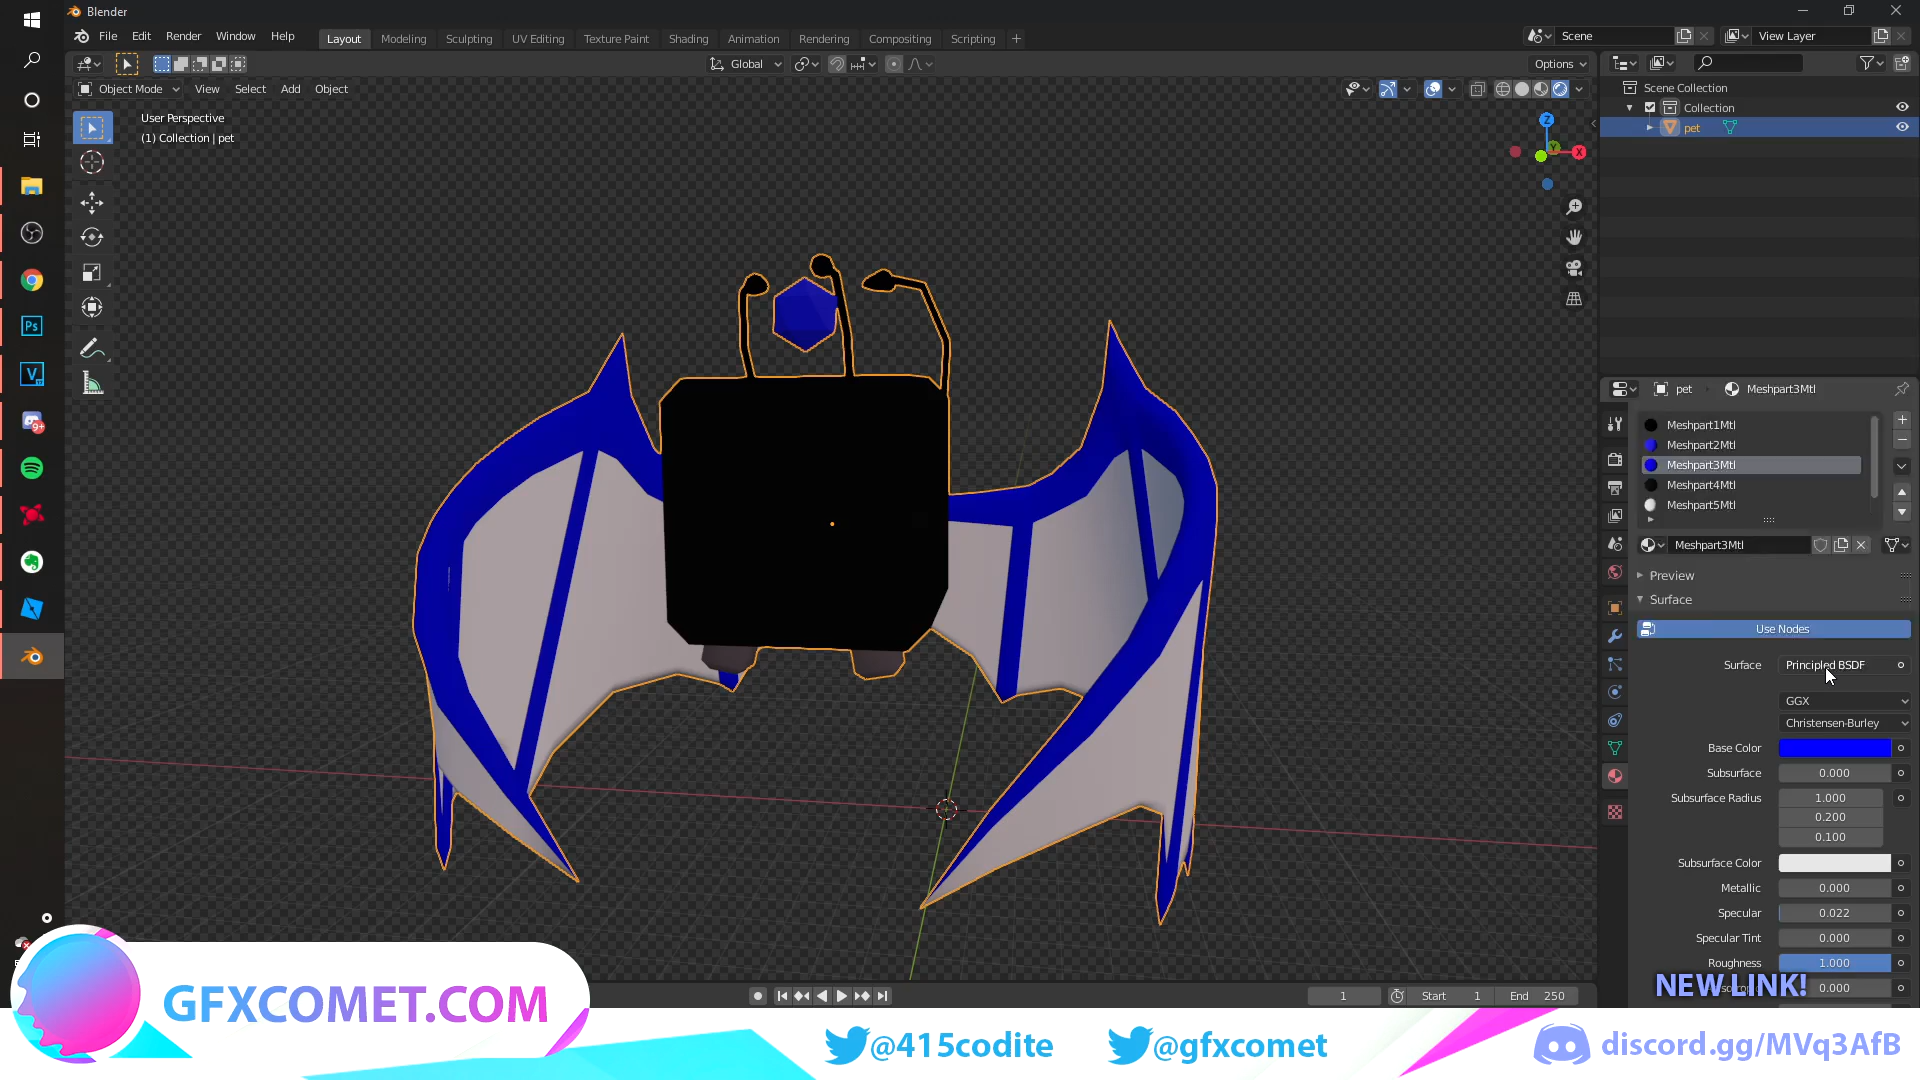 Blender
File Edit Render Window Help
Layout Modeling Sculpting UV Editing Texture Paint Shading Animation Rendering Compositing Scripting +
Scene
View Layer
Global
Options
Object Mode View Select Add Object
User Perspective
(1) Collection | pet
Z
X
Y
Scene Collection
Collection
pet
pet
Meshpart3Mtl
Meshpart1Mtl
Meshpart2Mtl
Meshpart3Mtl
Meshpart4Mtl
Meshpart5Mtl
Meshpart3Mtl
Preview
Surface
Use Nodes
Surface Principled BSDF
GGX
Christensen-Burley
Base Color
Subsurface 0.000
Subsurface Radius 1.000
0.200
0.100
Subsurface Color
Metallic 0.000
Specular 0.022
Specular Tint 0.000
Roughness 1.000
0.000
NEW LINK!
1
Start 1
End 250
Ps
V
9+
GFXCOMET.COM
@415codite
@gfxcomet
discord.gg/MVq3AfB